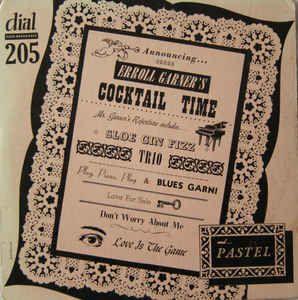 dial
205
Announcing...
ERROLL GARNER'S
COCKTAIL TIME
Mr. Garner's Repertoire includes...
SLOE GIN FIZZ
TRIO
Play, Piano, Play & BLUES GARNI
Love For Sale
Don't Worry About Me
Love Is The Game
and...
PASTEL